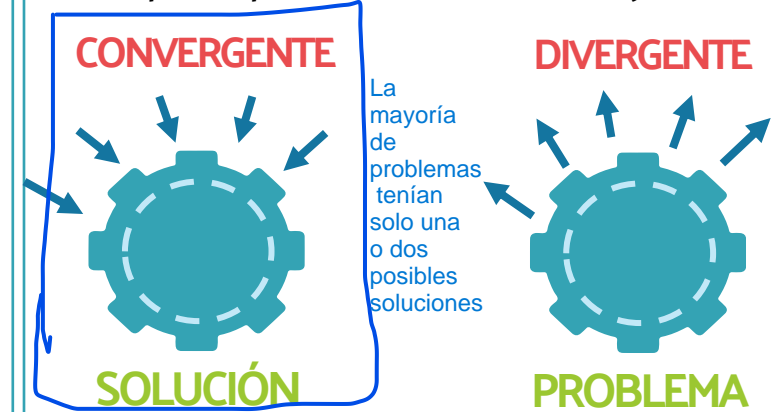 CONVERGENTE
DIVERGENTE
La
mayoría
de
problemas
tenían
solo una
o dos
posibles
soluciones
SOLUCIÓN
PROBLEMA